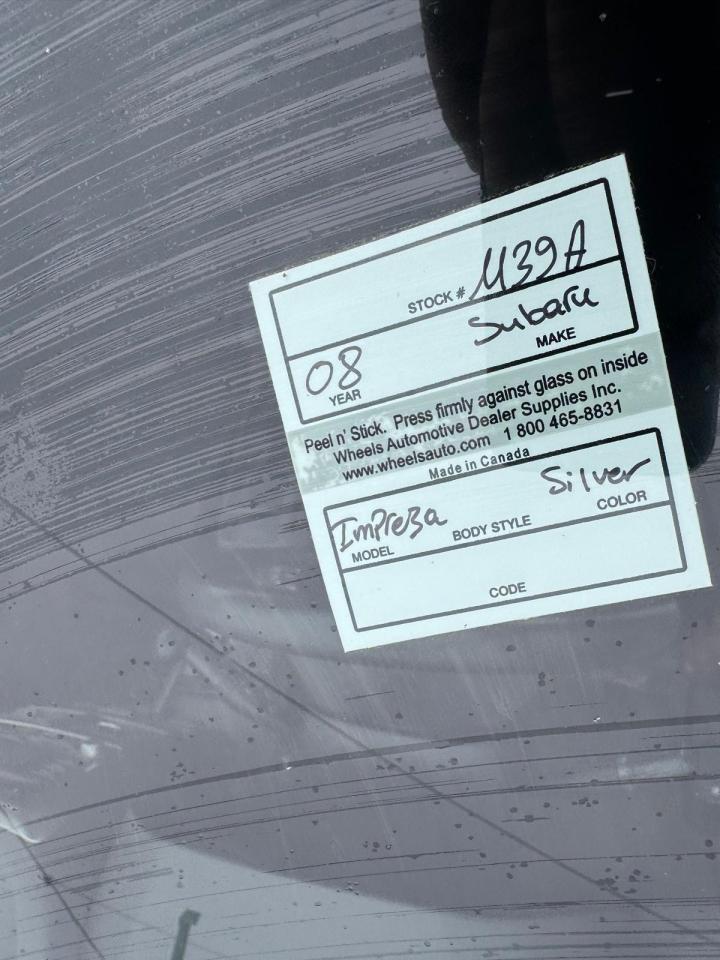 STOCK # M39A
Subaru
08 MAKE
YEAR
Peel n' Stick. Press firmly against glass on inside
Wheels Automotive Dealer Supplies Inc.
www.wheelsauto.com 1 800 465-8831
Made in Canada
Impreza Silver
MODEL BODY STYLE COLOR
CODE